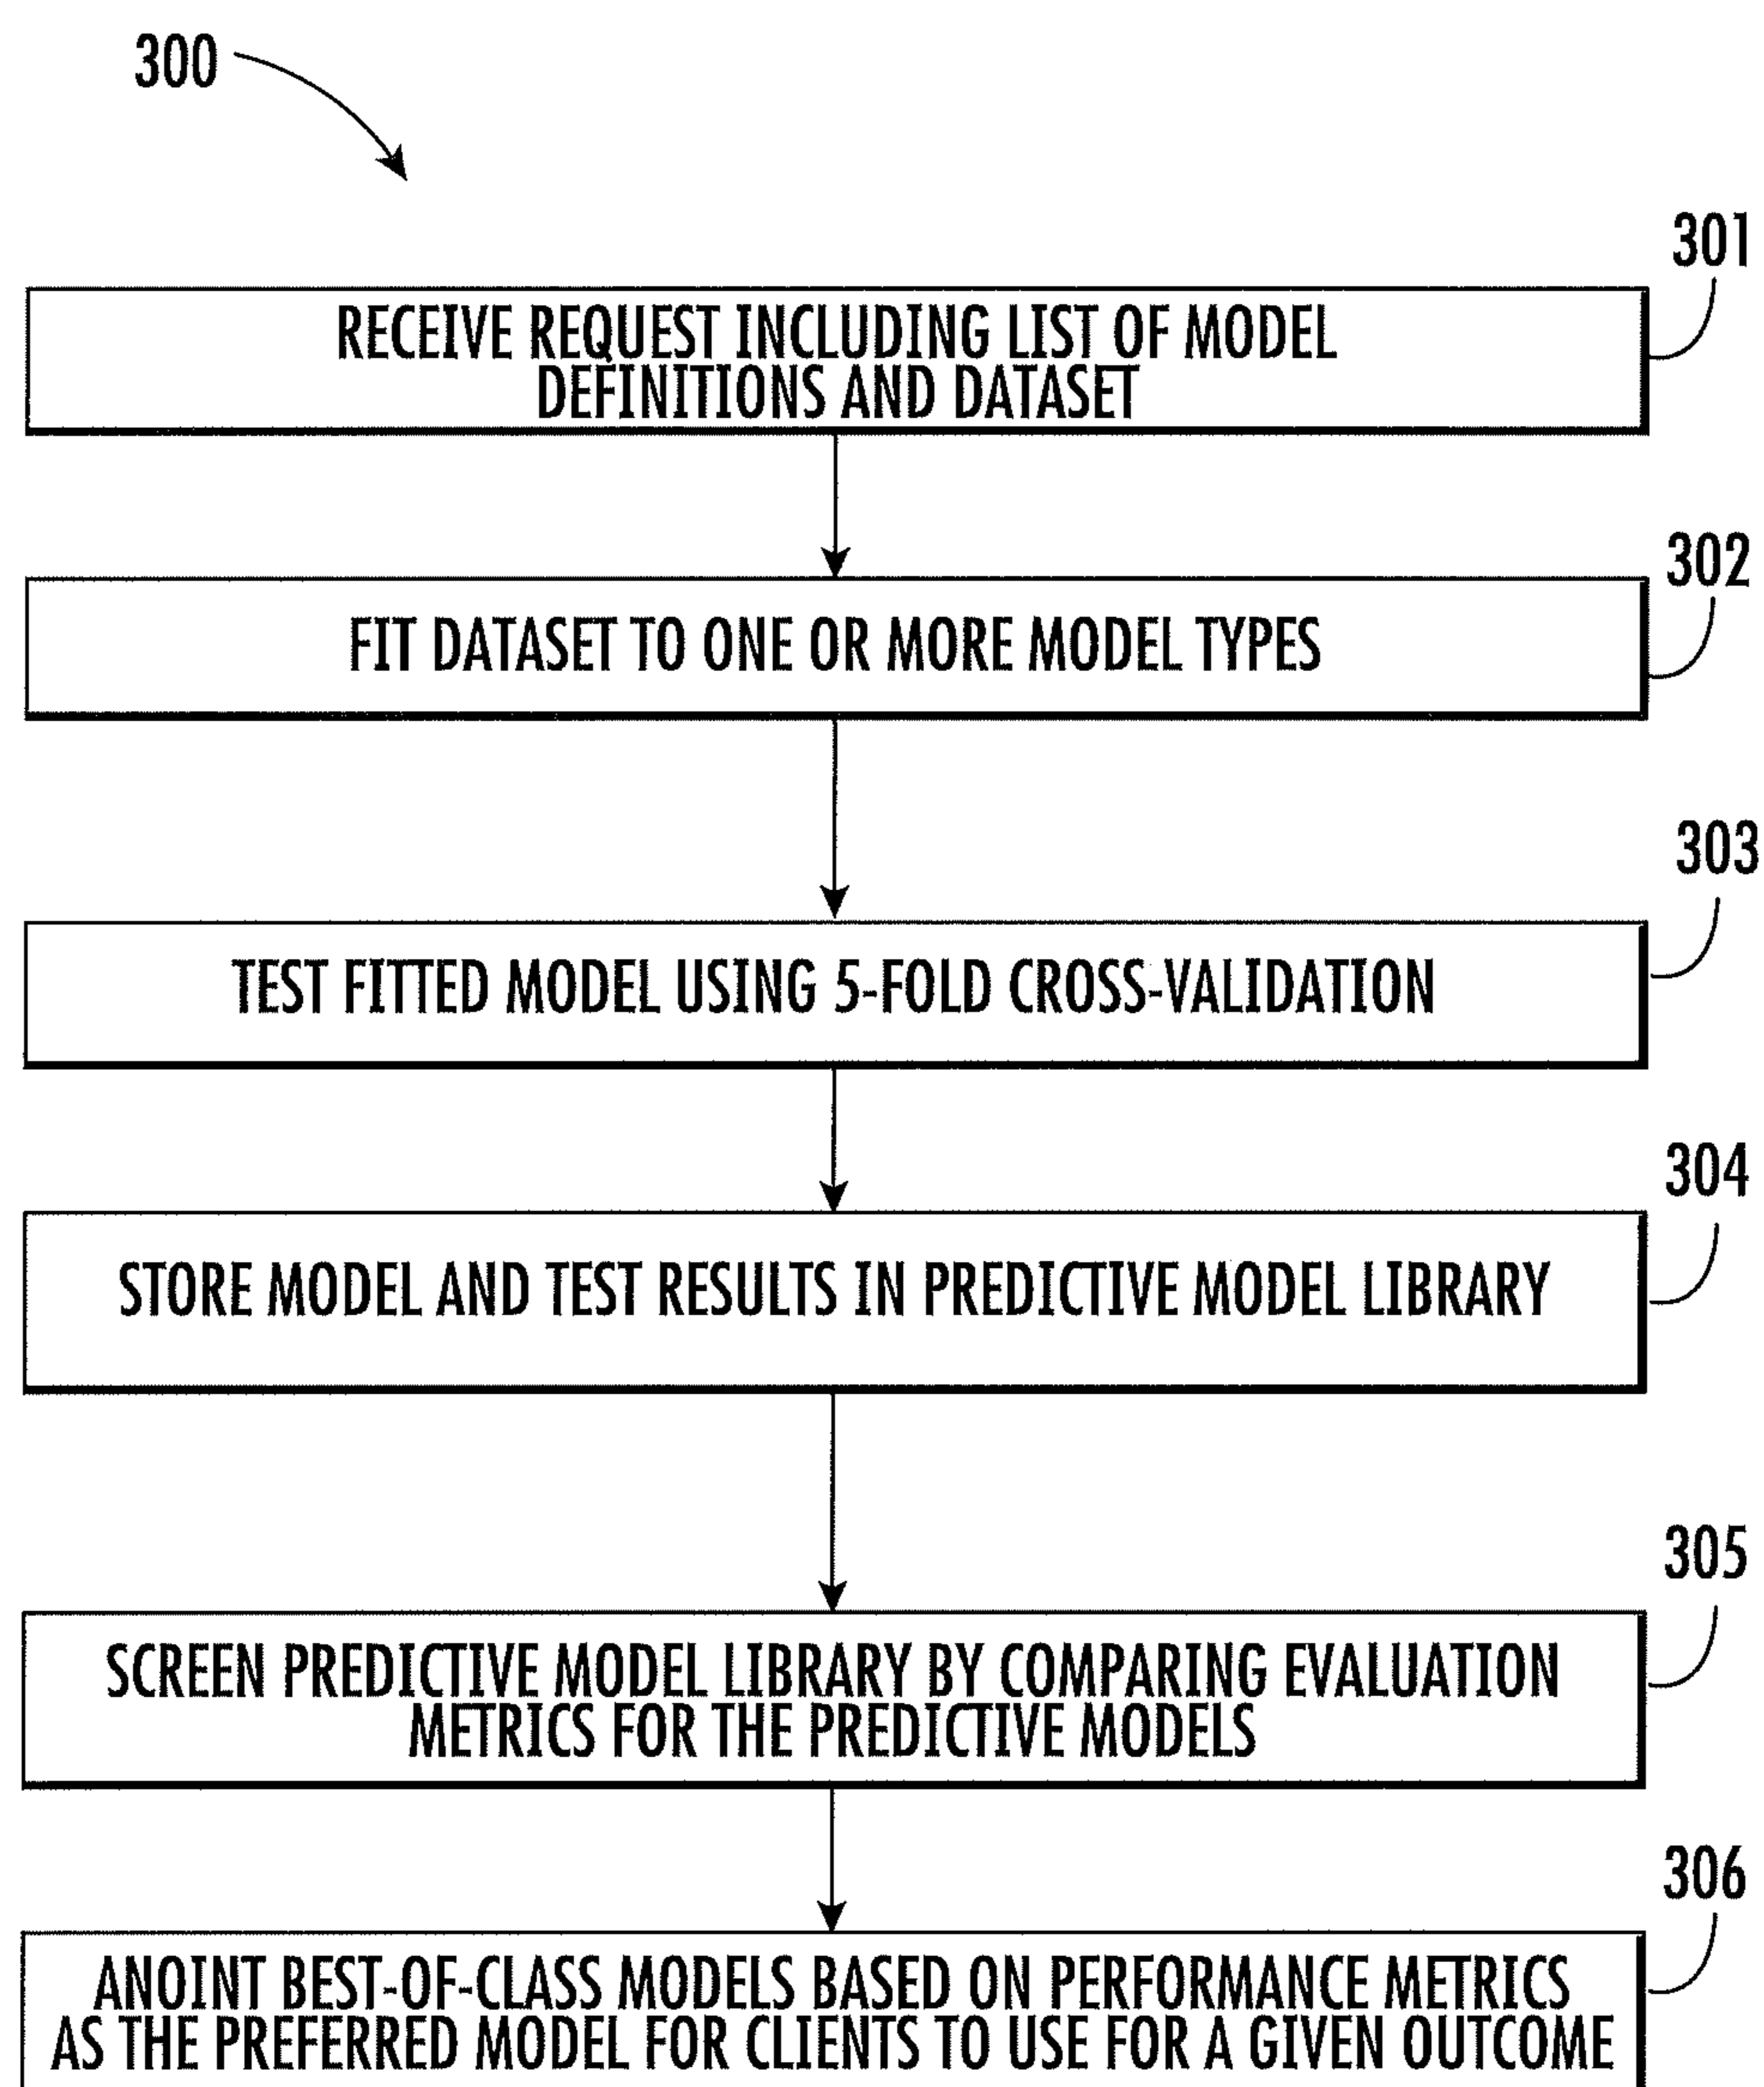 300
301
RECEIVE REQUEST INCLUDING LIST OF MODEL
DEFINITIONS AND DATASET
302
FIT DATASET TO ONE OR MORE MODEL TYPES
303
TEST FITTED MODEL USING 5-FOLD CROSS-VALIDATION
304
STORE MODEL AND TEST RESULTS IN PREDICTIVE MODEL LIBRARY
305
SCREEN PREDICTIVE MODEL LIBRARY BY COMPARING EVALUATION
METRICS FOR THE PREDICTIVE MODELS
306
ANOINT BEST-OF-CLASS MODELS BASED ON PERFORMANCE METRICS
AS THE PREFERRED MODEL FOR CLIENTS TO USE FOR A GIVEN OUTCOME